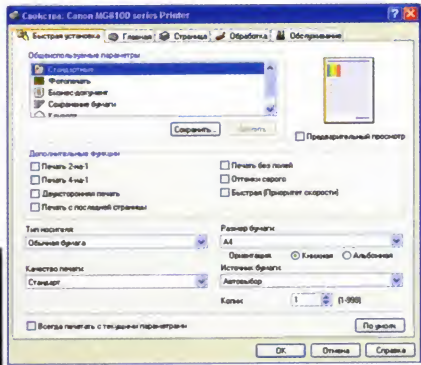 Свойства: Canon MG6100 series Printer
Быстрая установка Главная Страница Обработка Обслуживание
Общеиспользуемые параметры
Стандартные
Фотопечать
Бизнес-документ
Сохранение бумаги
Сохранить... Удалить
Предварительный просмотр
Дополнительные функции
Печать 2-на-1
Печать без полей
Печать 4-на-1
Оттенки серого
Двухсторонняя печать
Быстрая (Приоритет скорости)
Печать с последней страницы
Тип носителя
Размер бумаги
Обычная бумага
A4
Ориентация Книжная Альбомная
Качество печати
Источник бумаги
Стандарт
Автовыбор
Копии 1 (1-999)
Всегда печатать с текущими параметрами
По умолч.
OK Отмена Справка